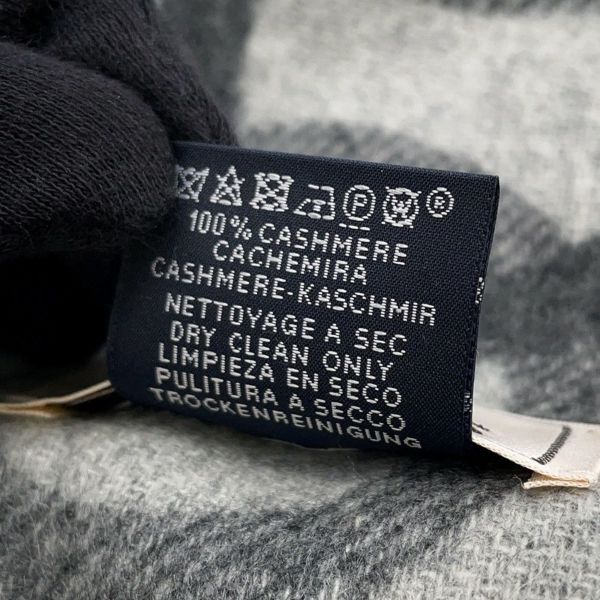 P W ®
100% CASHMERE
CACHEMIRA
CASHMERE-KASCHMIR
NETTOYAGE A SEC
DRY CLEAN ONLY
LIMPIEZA EN SECO
PULITURA A SECCO
TROCKENREINIGUNG